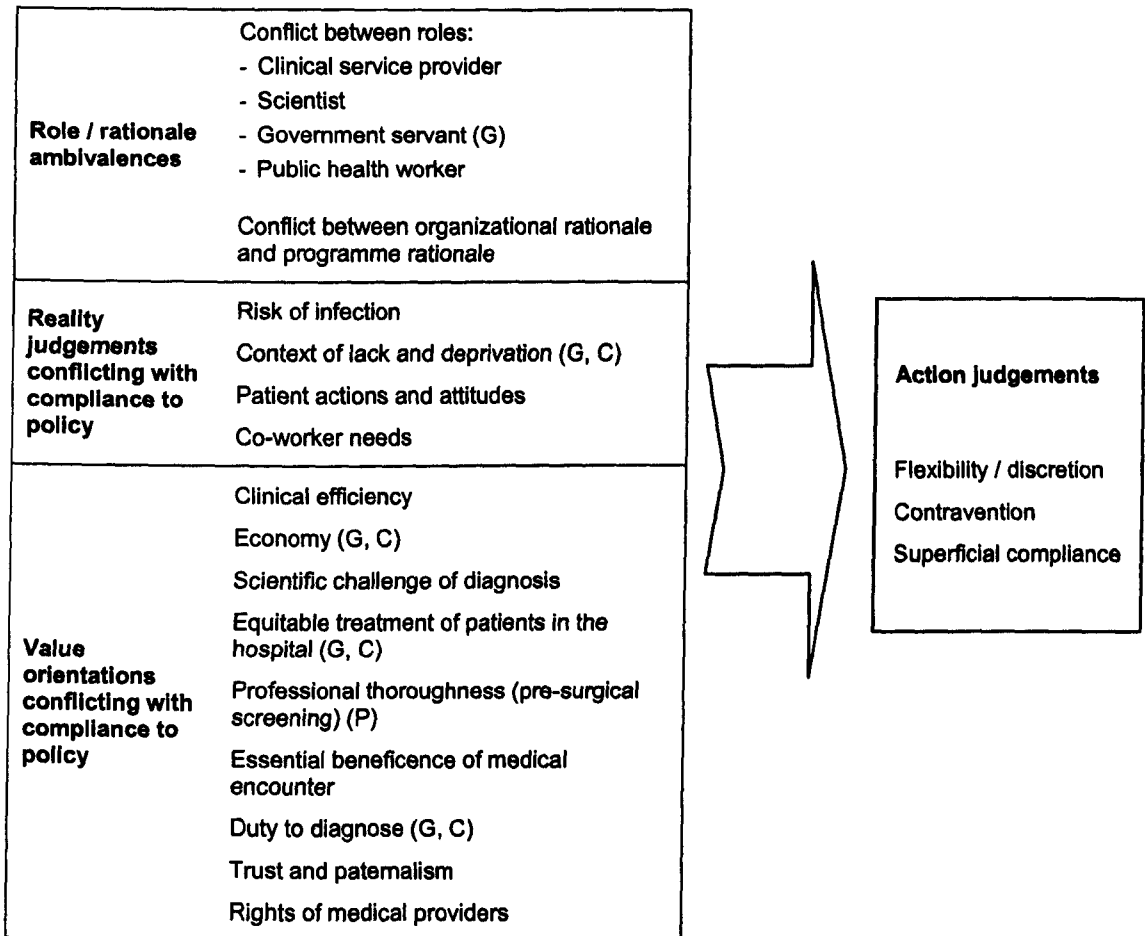 Role / rationale
ambivalences
Conflict between roles:
- Clinical service provider
- Scientist
- Government servant (G)
- Public health worker
Conflict between organizational rationale
and programme rationale
Reality
judgements
conflicting with
compliance to
policy
Risk of infection
Context of lack and deprivation (G, C)
Patient actions and attitudes
Co-worker needs
Value
orientations
conflicting with
compliance to
policy
Clinical efficiency
Economy (G, C)
Scientific challenge of diagnosis
Equitable treatment of patients in the
hospital (G, C)
Professional thoroughness (pre-surgical
screening) (P)
Essential beneficence of medical
encounter
Duty to diagnose (G, C)
Trust and paternalism
Rights of medical providers
Action judgements
Flexibility / discretion
Contravention
Superficial compliance